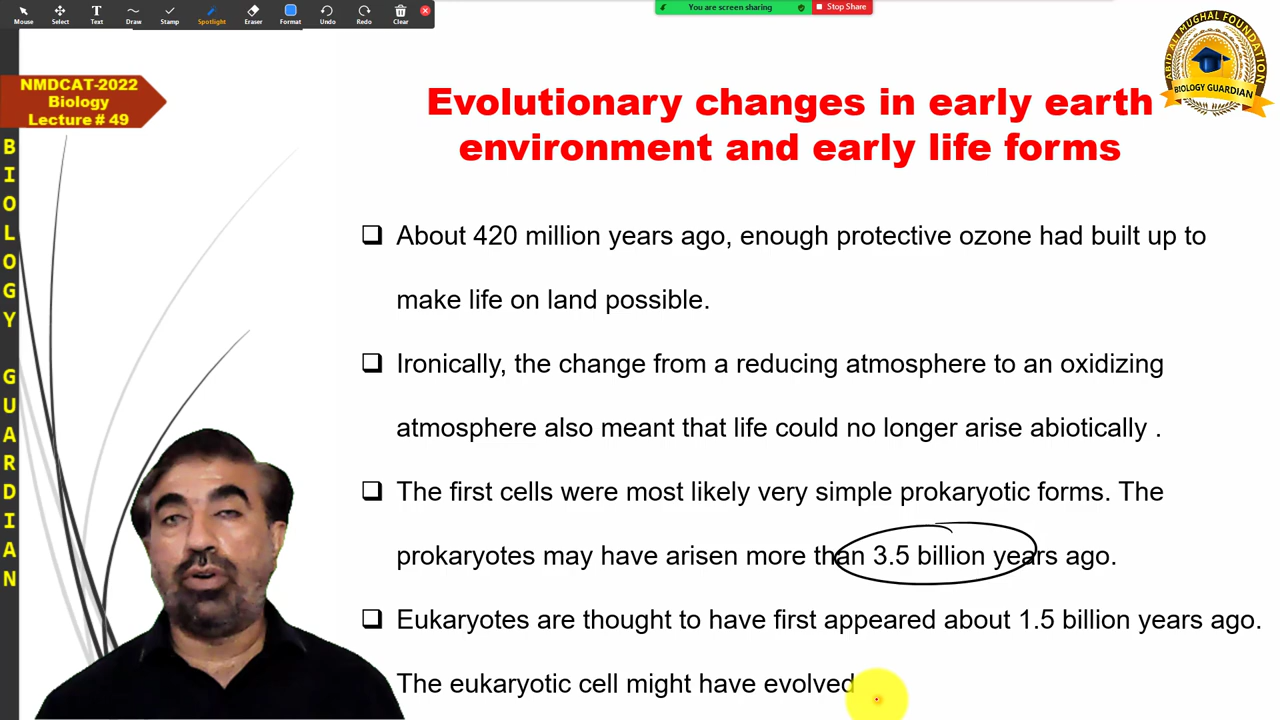 Mouse Select Text Draw Stamp Spotlight Eraser Format Undo Redo Clear
You are screen sharing Stop Share
ABID ALI MUGHAL FOUNDATION
BIOLOGY GUARDIAN
NMDCAT-2022
Biology
Lecture # 49
BIOLOGY GUARDIAN
Evolutionary changes in early earth
environment and early life forms
About 420 million years ago, enough protective ozone had built up to
make life on land possible.
Ironically, the change from a reducing atmosphere to an oxidizing
atmosphere also meant that life could no longer arise abiotically .
The first cells were most likely very simple prokaryotic forms. The
prokaryotes may have arisen more than 3.5 billion years ago.
Eukaryotes are thought to have first appeared about 1.5 billion years ago.
The eukaryotic cell might have evolved